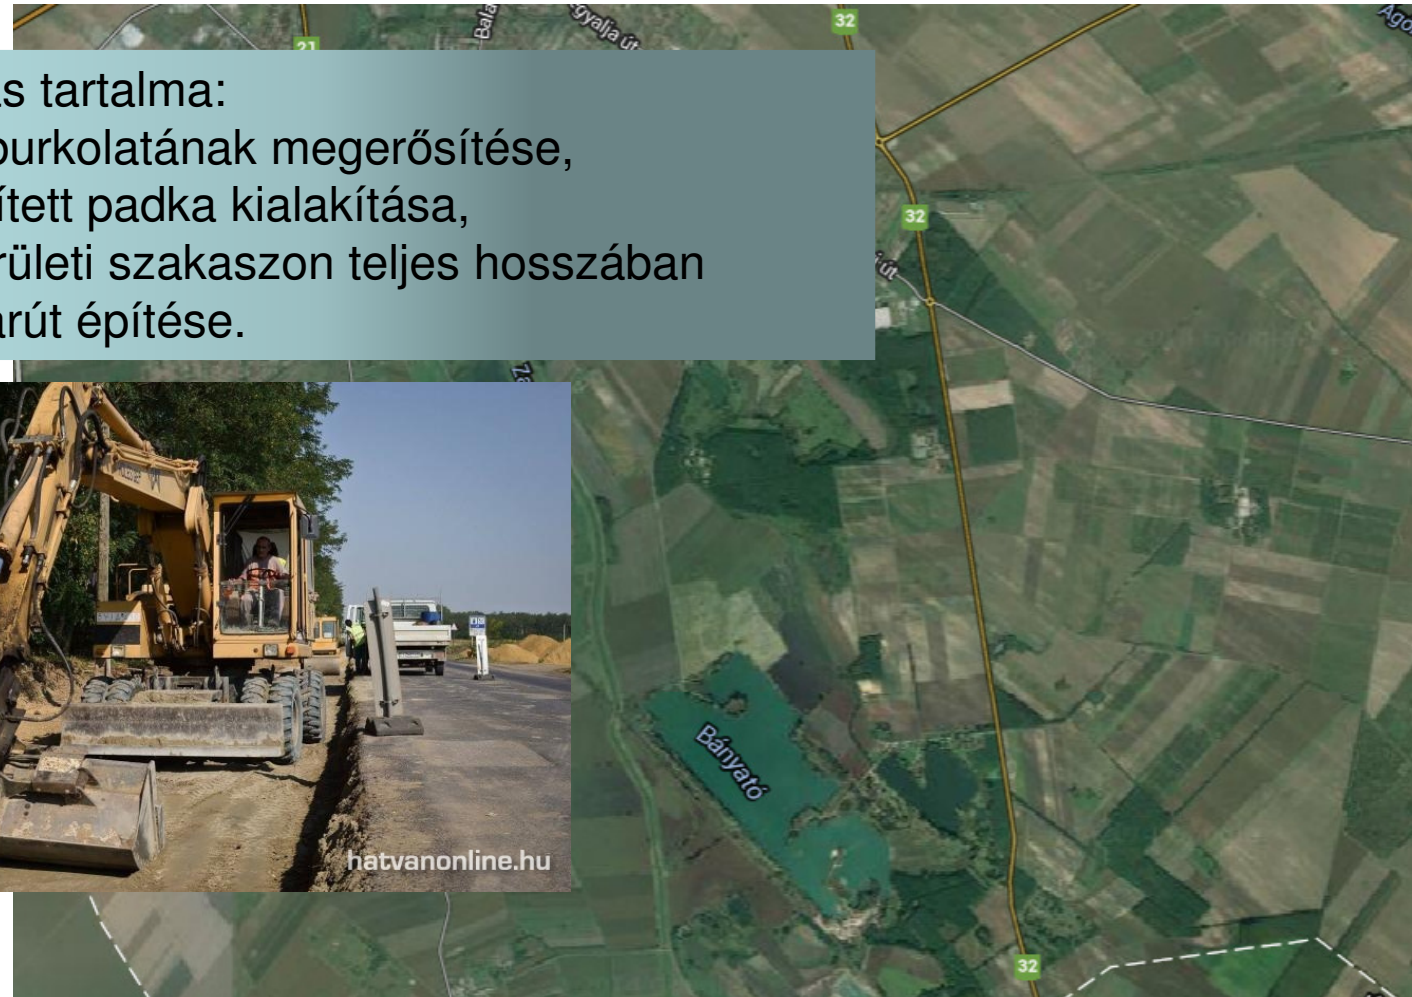 32
21
s tartalma:
burkolatának megerősítése,
ített padka kialakítása,
rületi szakaszon teljes hosszában
arút építése.
32
út
Bányató
hatvanonline.hu
32